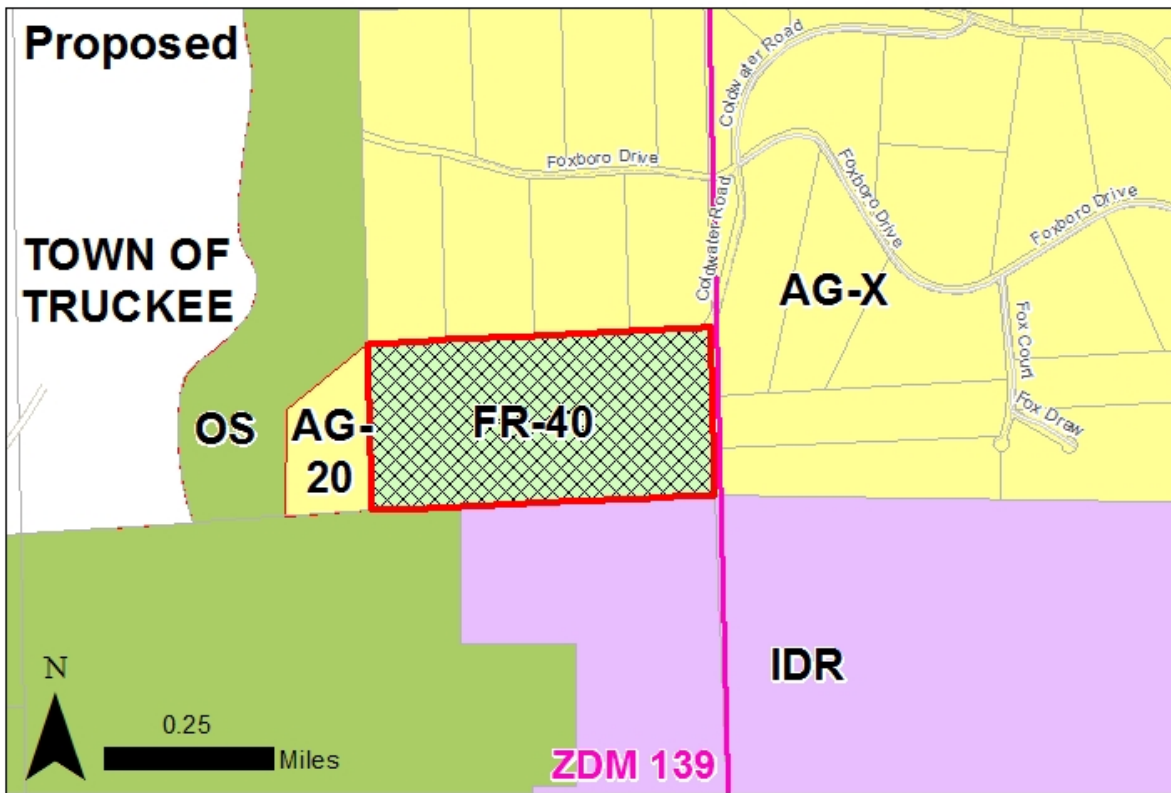 Proposed
Coldwater Road
Foxboro Drive
TOWN OF
TRUCKEE
Coldwater Road
Foxboro Drive
Foxboro Drive
AG-X
Fox Court
OS
AG-
20
FR-40
Fox Draw
N
0.25
Miles
IDR
ZDM 139